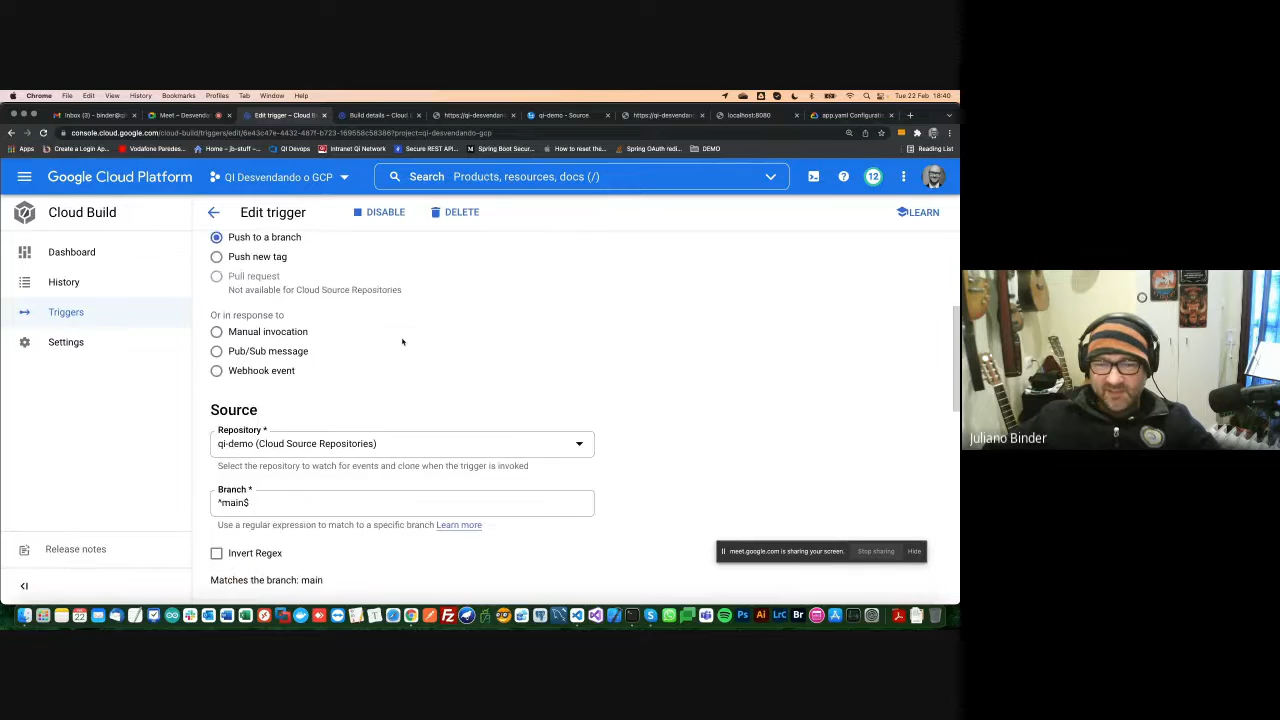 Chrome File Edit View History Bookmarks Profiles Tab Window Help
Tue 22 Feb 18:40
Inbox (3) – binder@qi
Meet – Desvenda
Edit trigger – Cloud B
Build details – Cloud
https://qi-desvendan
qi-demo - Source
https://qi-desvendan
localhost:8080
app.yaml Configurati
console.cloud.google.com/cloud-build/triggers/edit/6e43c47e-4432-487f-b723-169558c58386?project=qi-desvendando-gcp
Apps
Create a Login App...
Vodafone Paredes...
Home – jb-stuff –...
QI DEvops
Intranet Qi Network
Secure REST API...
Spring Boot Secur...
How to reset the...
Spring OAuth redi...
DEMO
Reading List
Google Cloud Platform
QI Desvendando o GCP
Search Products, resources, docs (/)
12
Cloud Build
Edit trigger
DISABLE
DELETE
LEARN
Dashboard
History
Triggers
Settings
Release notes
Push to a branch
Push new tag
Pull request
Not available for Cloud Source Repositories
Or in response to
Manual invocation
Pub/Sub message
Webhook event
Source
Repository *
qi-demo (Cloud Source Repositories)
Select the repository to watch for events and clone when the trigger is invoked
Branch *
^main$
Use a regular expression to match to a specific branch Learn more
Invert Regex
Matches the branch: main
meet.google.com is sharing your screen.
Stop sharing
Hide
Juliano Binder